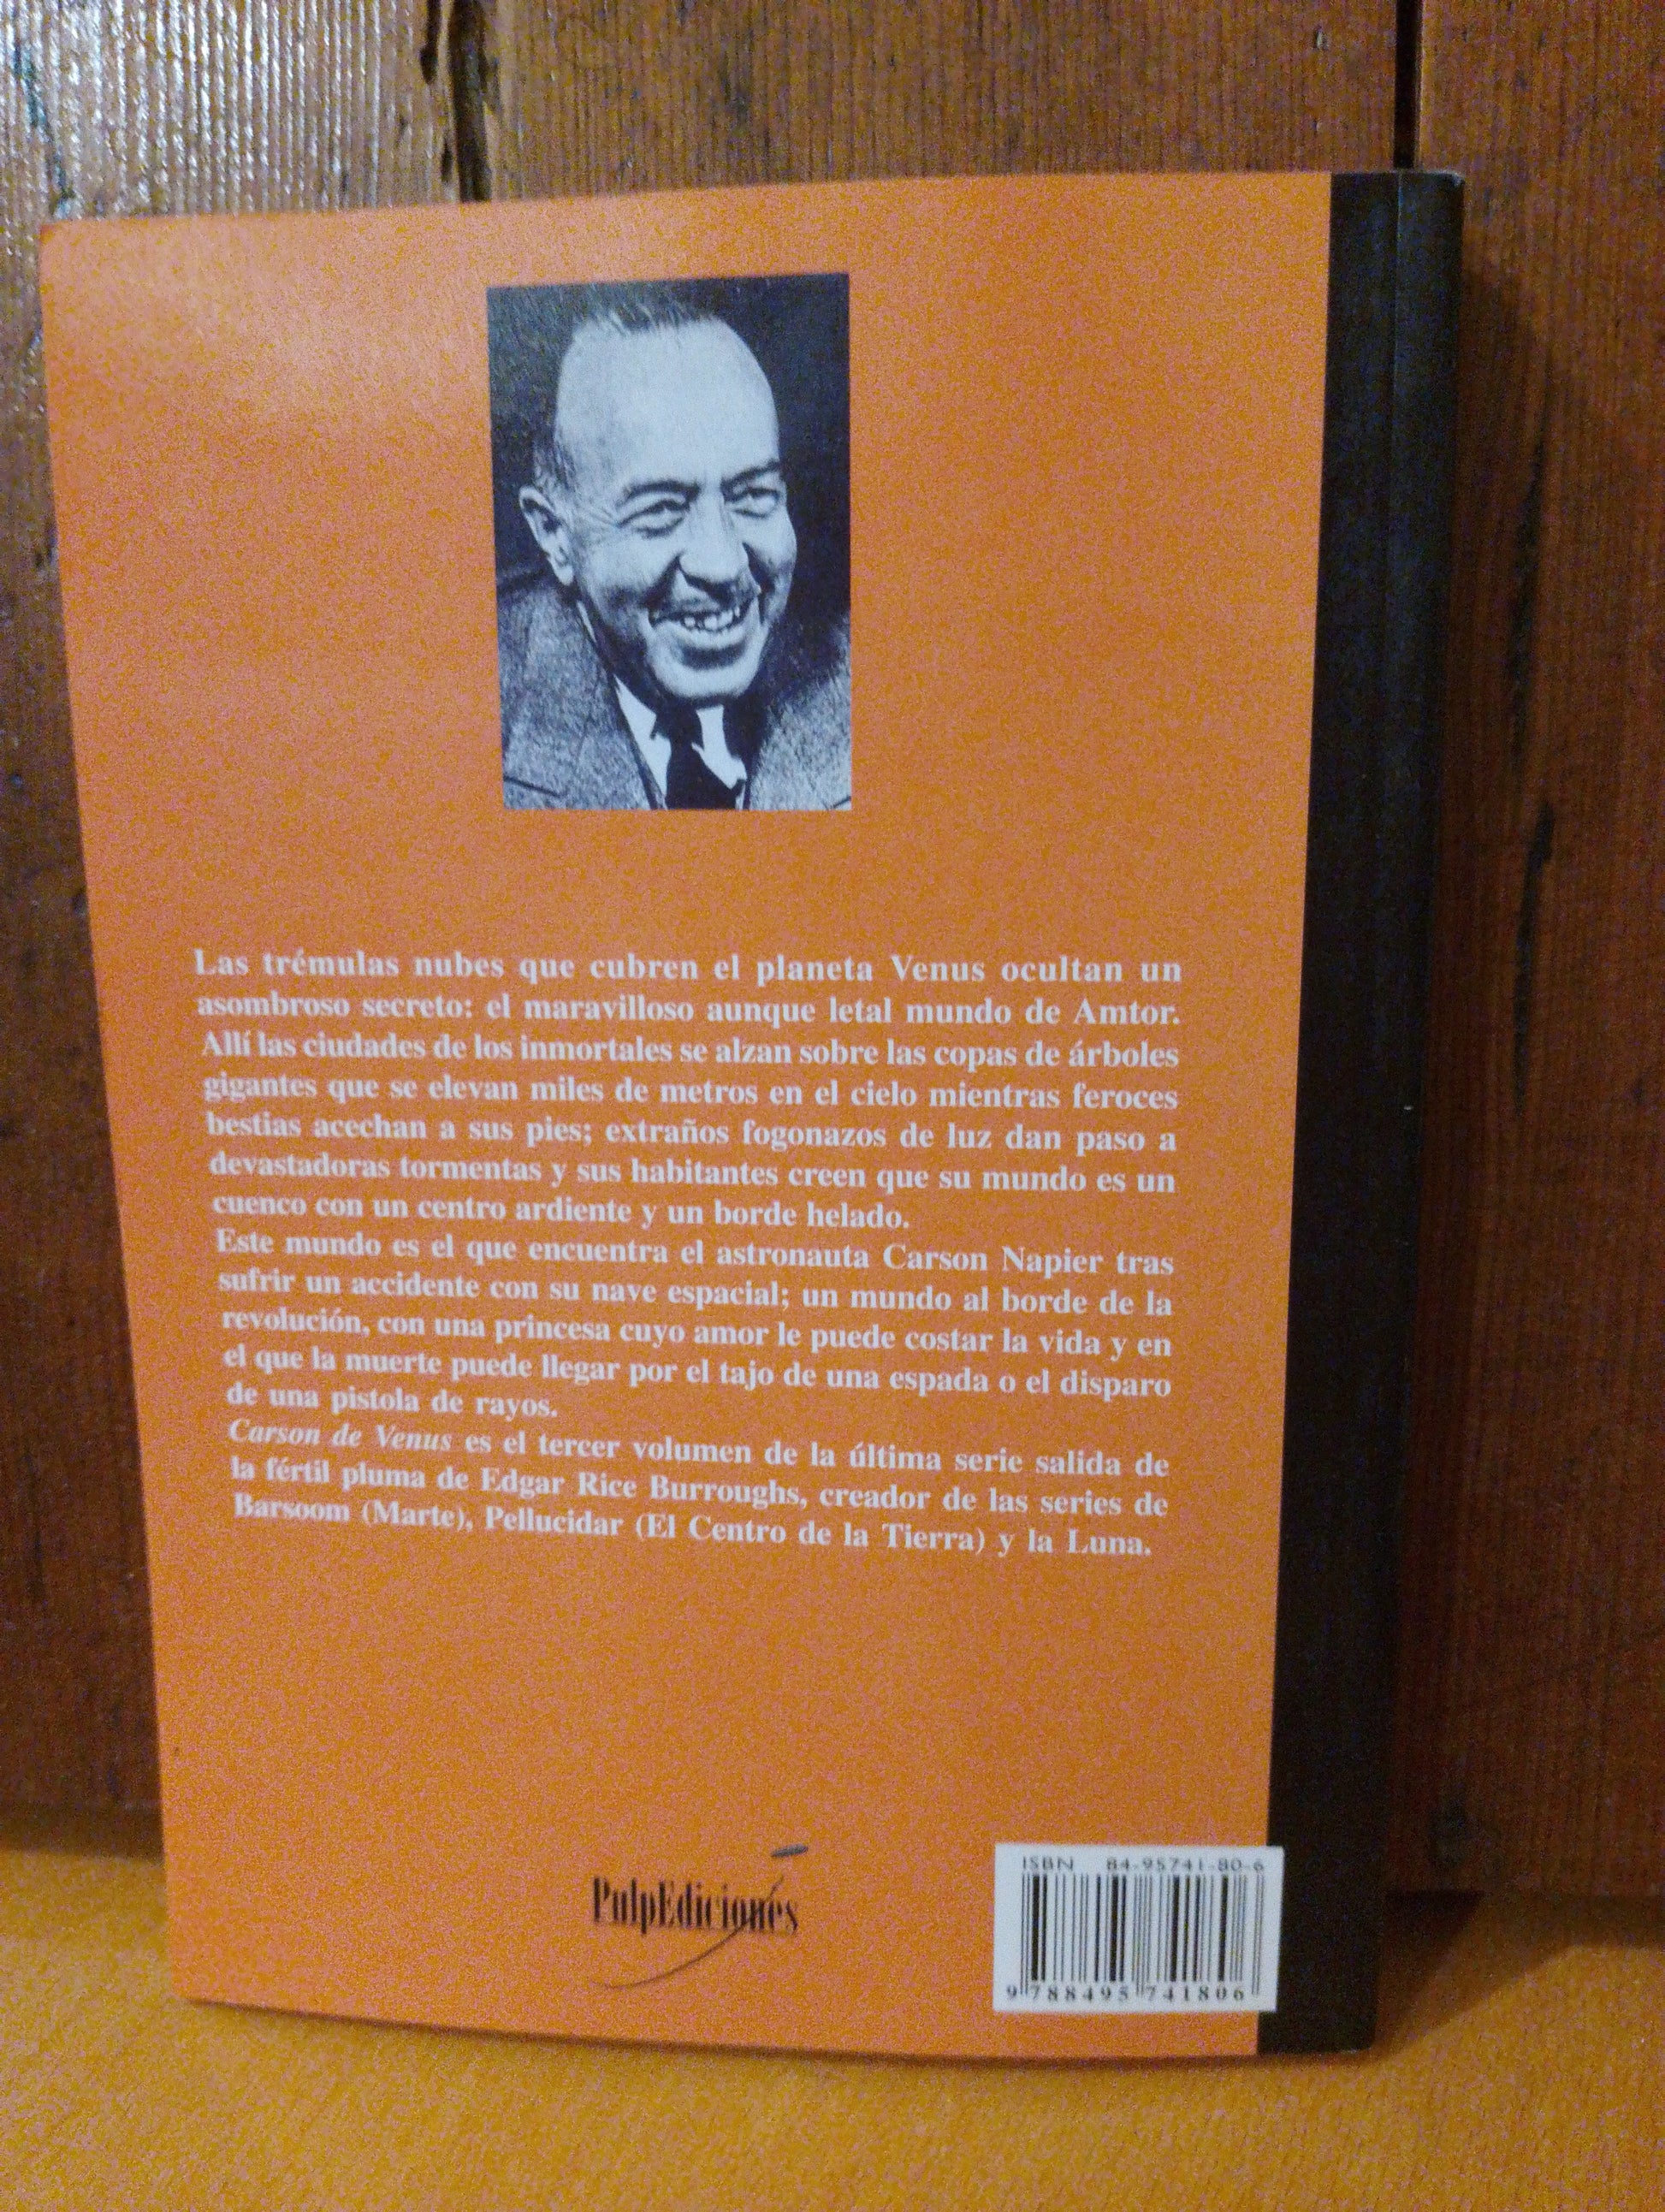 Las trémulas nubes que cubren el planeta Venus ocultan un
asombroso secreto: el maravilloso aunque letal mundo de Amtor.
Allí las ciudades de los inmortales se alzan sobre las copas de árboles
gigantes que se elevan miles de metros en el cielo mientras feroces
bestias acechan a sus pies; extraños fogonazos de luz dan paso a
devastadoras tormentas y sus habitantes creen que su mundo es un
cuenco con un centro ardiente y un borde helado.
Este mundo es el que encuentra el astronauta Carson Napier tras
sufrir un accidente con su nave espacial; un mundo al borde de la
revolución, con una princesa cuyo amor le puede costar la vida y en
el que la muerte puede llegar por el tajo de una espada o el disparo
de una pistola de rayos.
Carson de Venus es el tercer volumen de la última serie salida de
la fértil pluma de Edgar Rice Burroughs, creador de las series de
Barsoom (Marte), Pellucidar (El Centro de la Tierra) y la Luna.
PulpEdiciones
ISBN 84-95741-80-6
9 788495 741806